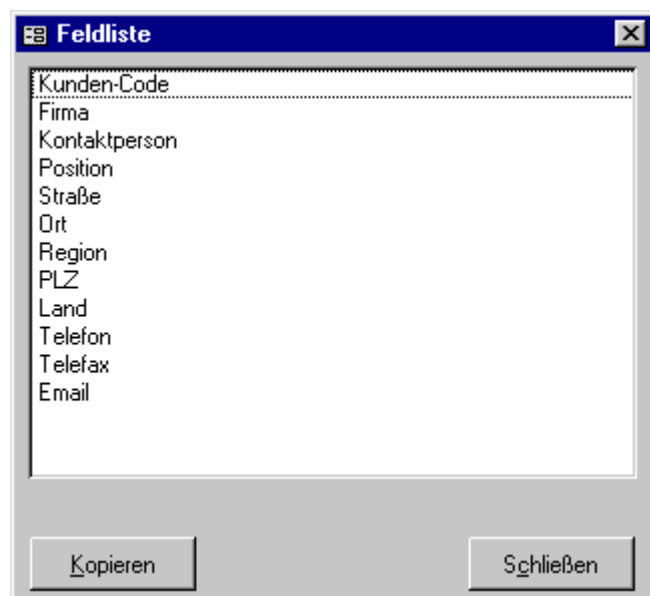 Feldliste
Kunden-Code
Firma
Kontaktperson
Position
Straße
Ort
Region
PLZ
Land
Telefon
Telefax
Email
Kopieren
Schließen